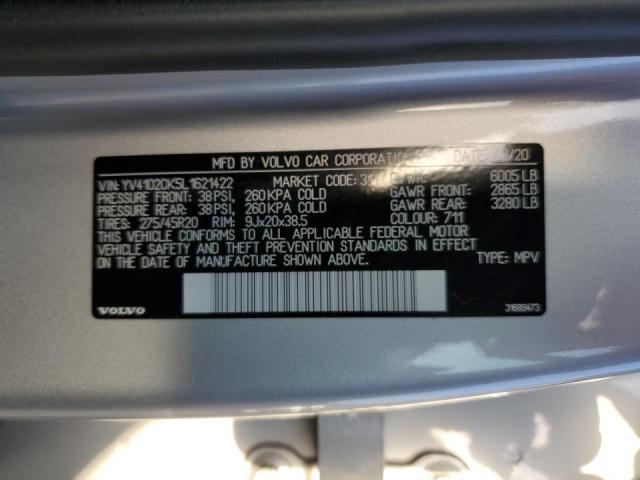 MFD BY VOLVO CAR CORPORATION DATE: /20
VIN: YV4102CK5L1621422 MARKET CODE: 31 6005 LB
PRESSURE FRONT: 38 PSI, 260 KPA COLD GAWR FRONT: 2865 LB
PRESSURE REAR: 38 PSI, 260 KPA COLD GAWR REAR: 3280 LB
TIRES: 275/45R20 RIM: 9Jx20x38.5 COLOUR: 711
THIS VEHICLE CONFORMS TO ALL APPLICABLE FEDERAL MOTOR
VEHICLE SAFETY AND THEFT PREVENTION STANDARDS IN EFFECT
ON THE DATE OF MANUFACTURE SHOWN ABOVE. TYPE: MPV
VOLVO 31689473